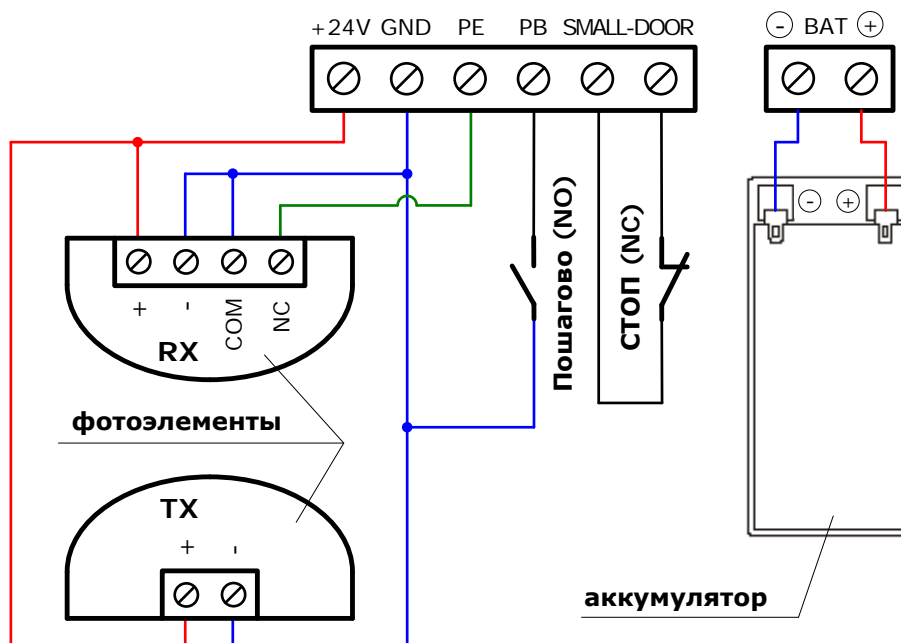 +24V GND PE PB SMALL-DOOR
- BAT +
- +
+ - COM NC
RX
Пошагово (NO)
СТОП (NC)
фотоэлементы
TX
+ -
аккумулятор